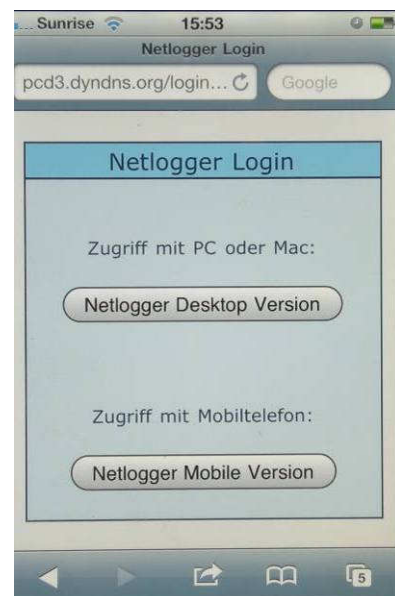 Sunrise 15:53
Netlogger Login
pcd3.dyndns.org/login... Google
Netlogger Login
Zugriff mit PC oder Mac:
Netlogger Desktop Version
Zugriff mit Mobiltelefon:
Netlogger Mobile Version
5